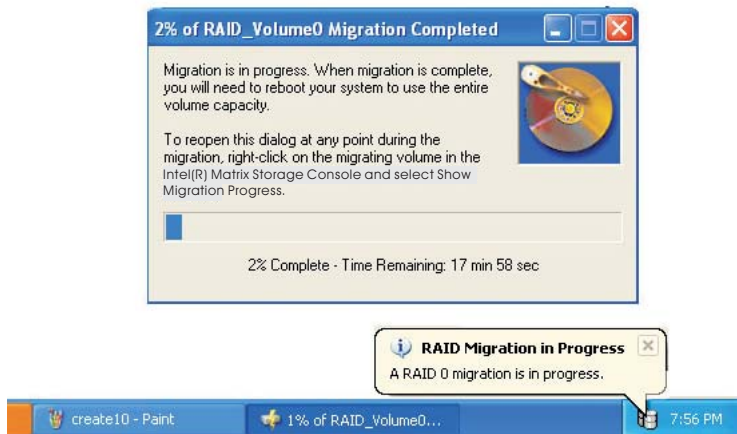 2% of RAID_Volume0 Migration Completed
Migration is in progress. When migration is complete,
you will need to reboot your system to use the entire
volume capacity.
To reopen this dialog at any point during the
migration, right-click on the migrating volume in the
Intel(R) Matrix Storage Console and select Show
Migration Progress.
2% Complete - Time Remaining: 17 min 58 sec
RAID Migration in Progress
A RAID 0 migration is in progress.
create10 - Paint
1% of RAID_Volume0...
7:56 PM